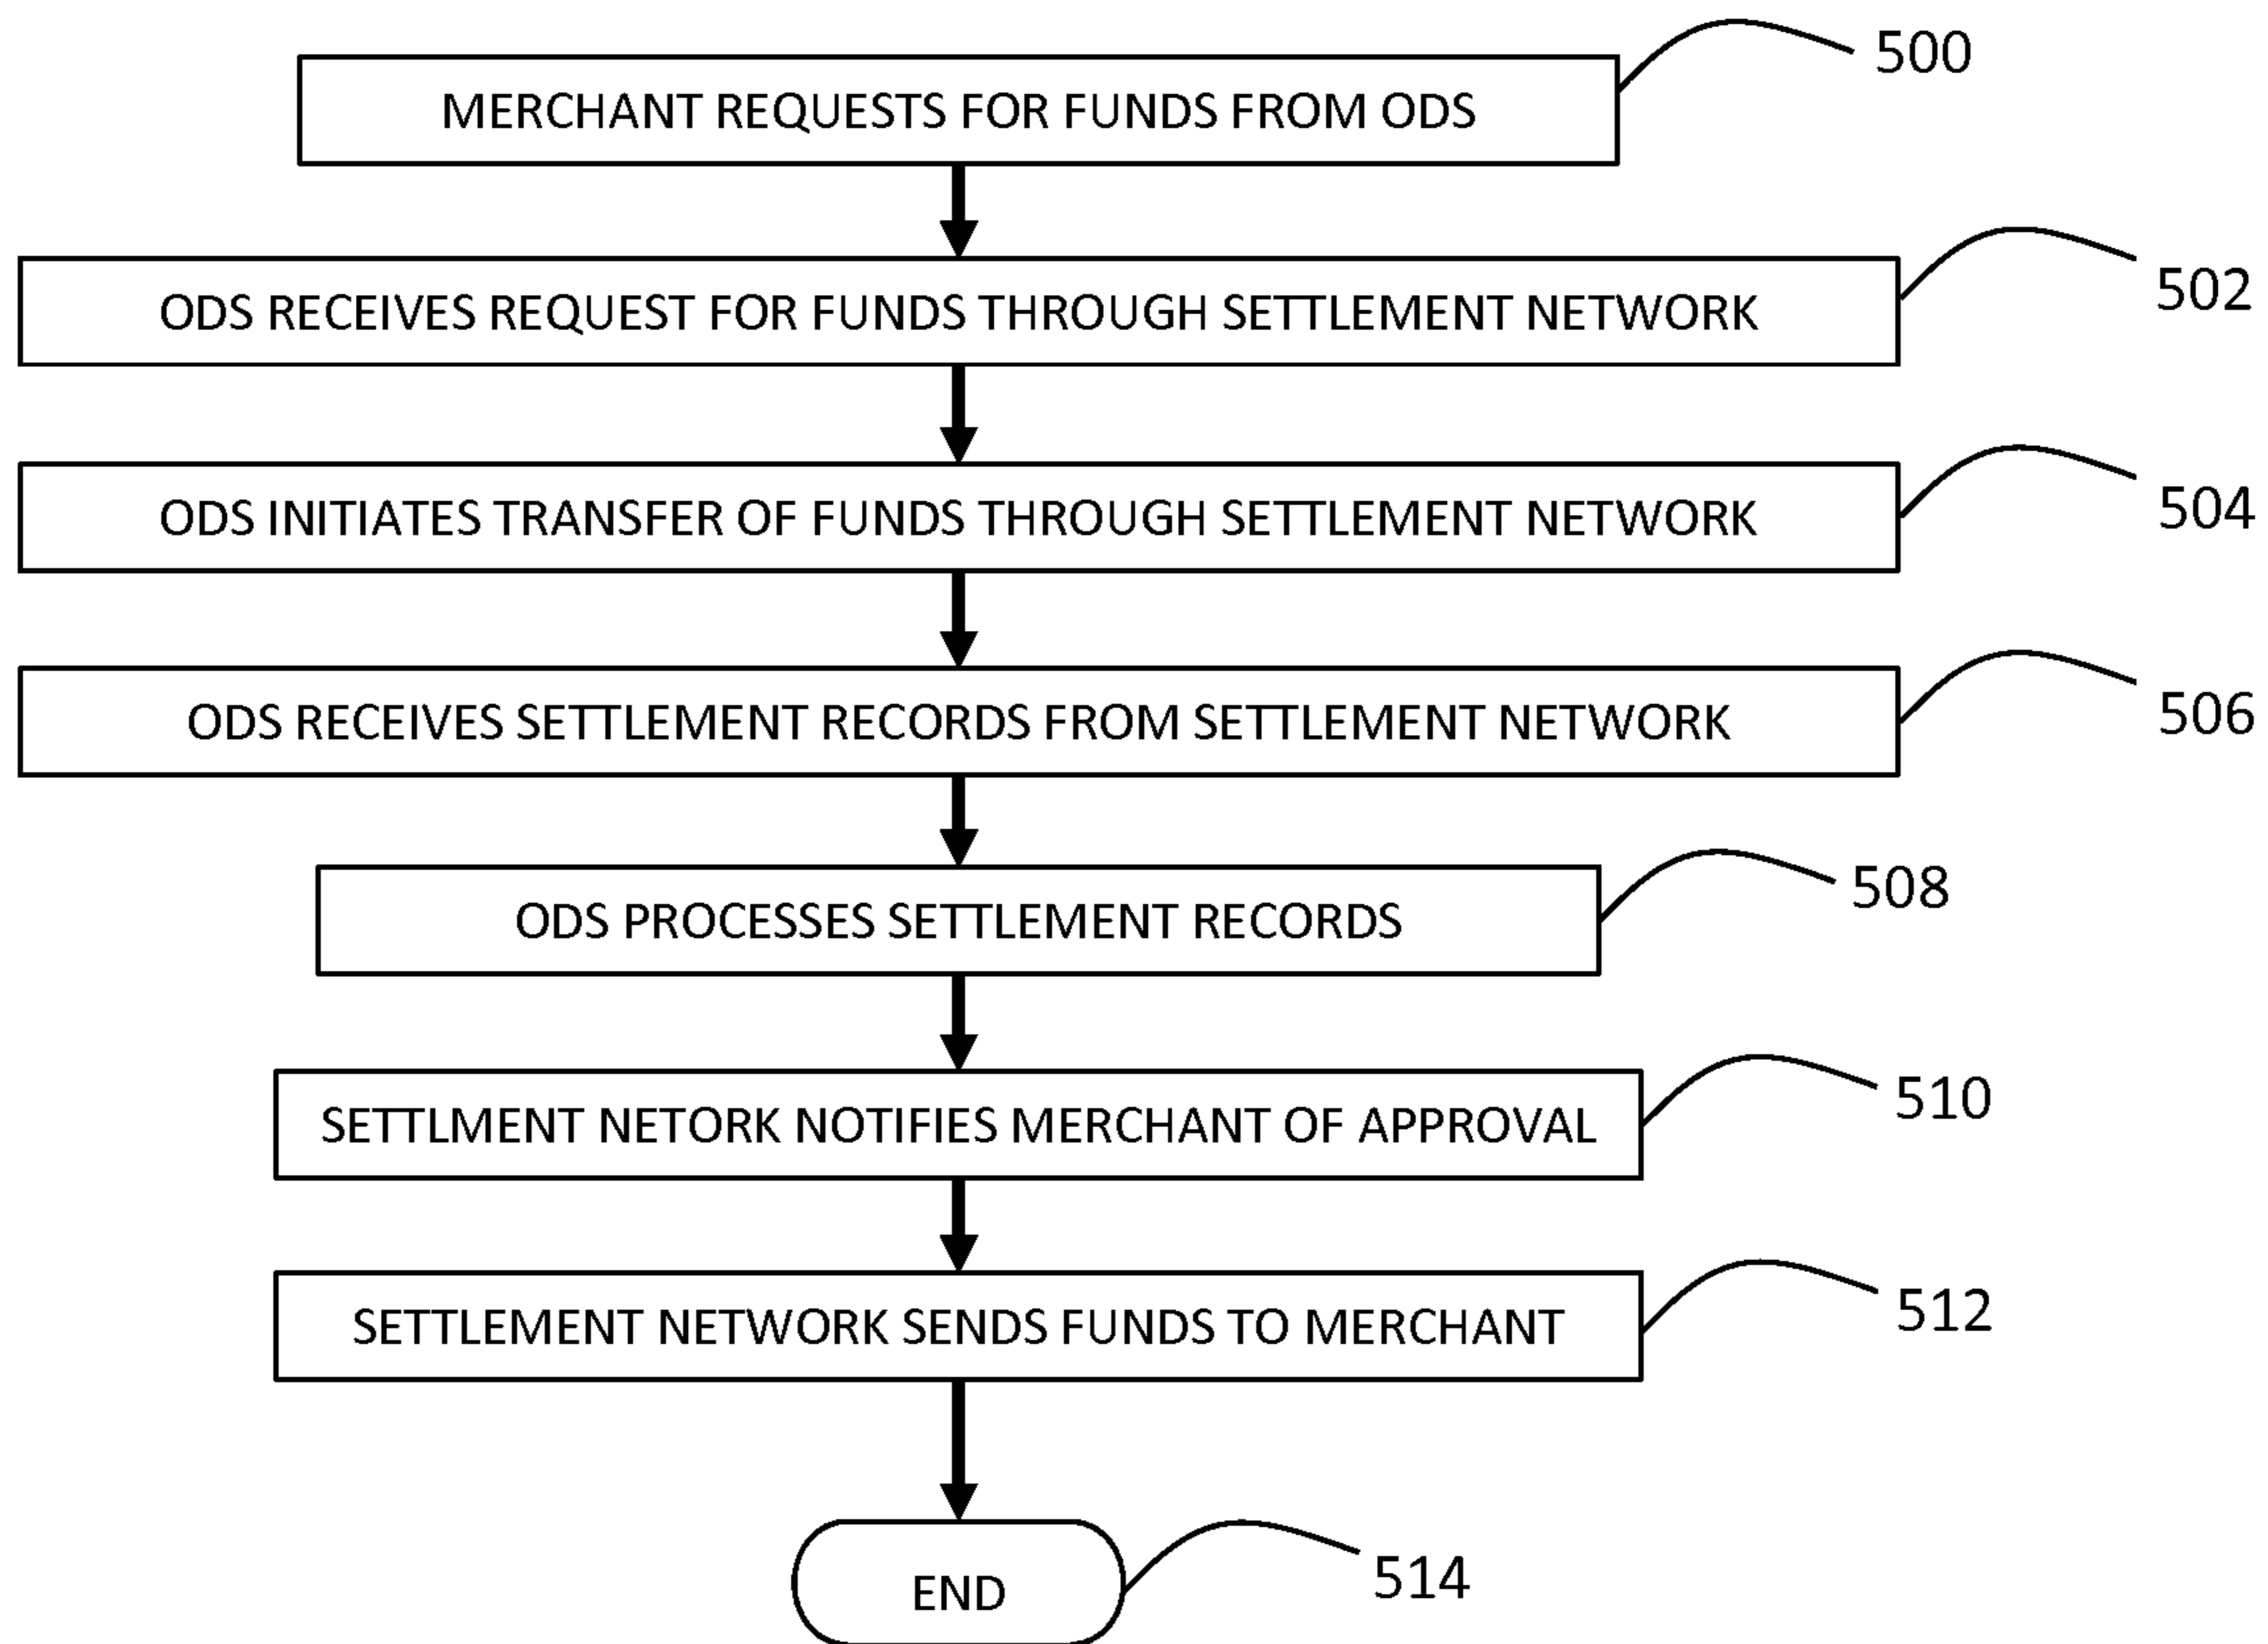 500
MERCHANT REQUESTS FOR FUNDS FROM ODS
502
ODS RECEIVES REQUEST FOR FUNDS THROUGH SETTLEMENT NETWORK
504
ODS INITIATES TRANSFER OF FUNDS THROUGH SETTLEMENT NETWORK
506
ODS RECEIVES SETTLEMENT RECORDS FROM SETTLEMENT NETWORK
508
ODS PROCESSES SETTLEMENT RECORDS
510
SETTLMENT NETORK NOTIFIES MERCHANT OF APPROVAL
512
SETTLEMENT NETWORK SENDS FUNDS TO MERCHANT
514
END